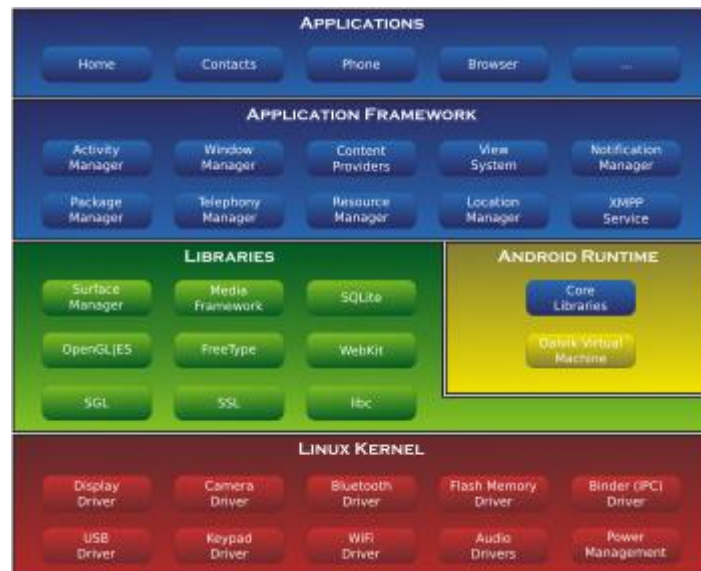 APPLICATIONS
Home Contacts Phone Browser ...
APPLICATION FRAMEWORK
Activity Manager
Window Manager
Content Providers
View System
Notification Manager
Package Manager
Telephony Manager
Resource Manager
Location Manager
XMPP Service
LIBRARIES
Surface Manager
Media Framework
SQLite
OpenGL|ES
FreeType
WebKit
SGL
SSL
libc
ANDROID RUNTIME
Core Libraries
Dalvik Virtual Machine
LINUX KERNEL
Display Driver
Camera Driver
Bluetooth Driver
Flash Memory Driver
Binder (IPC) Driver
USB Driver
Keypad Driver
WiFi Driver
Audio Drivers
Power Management